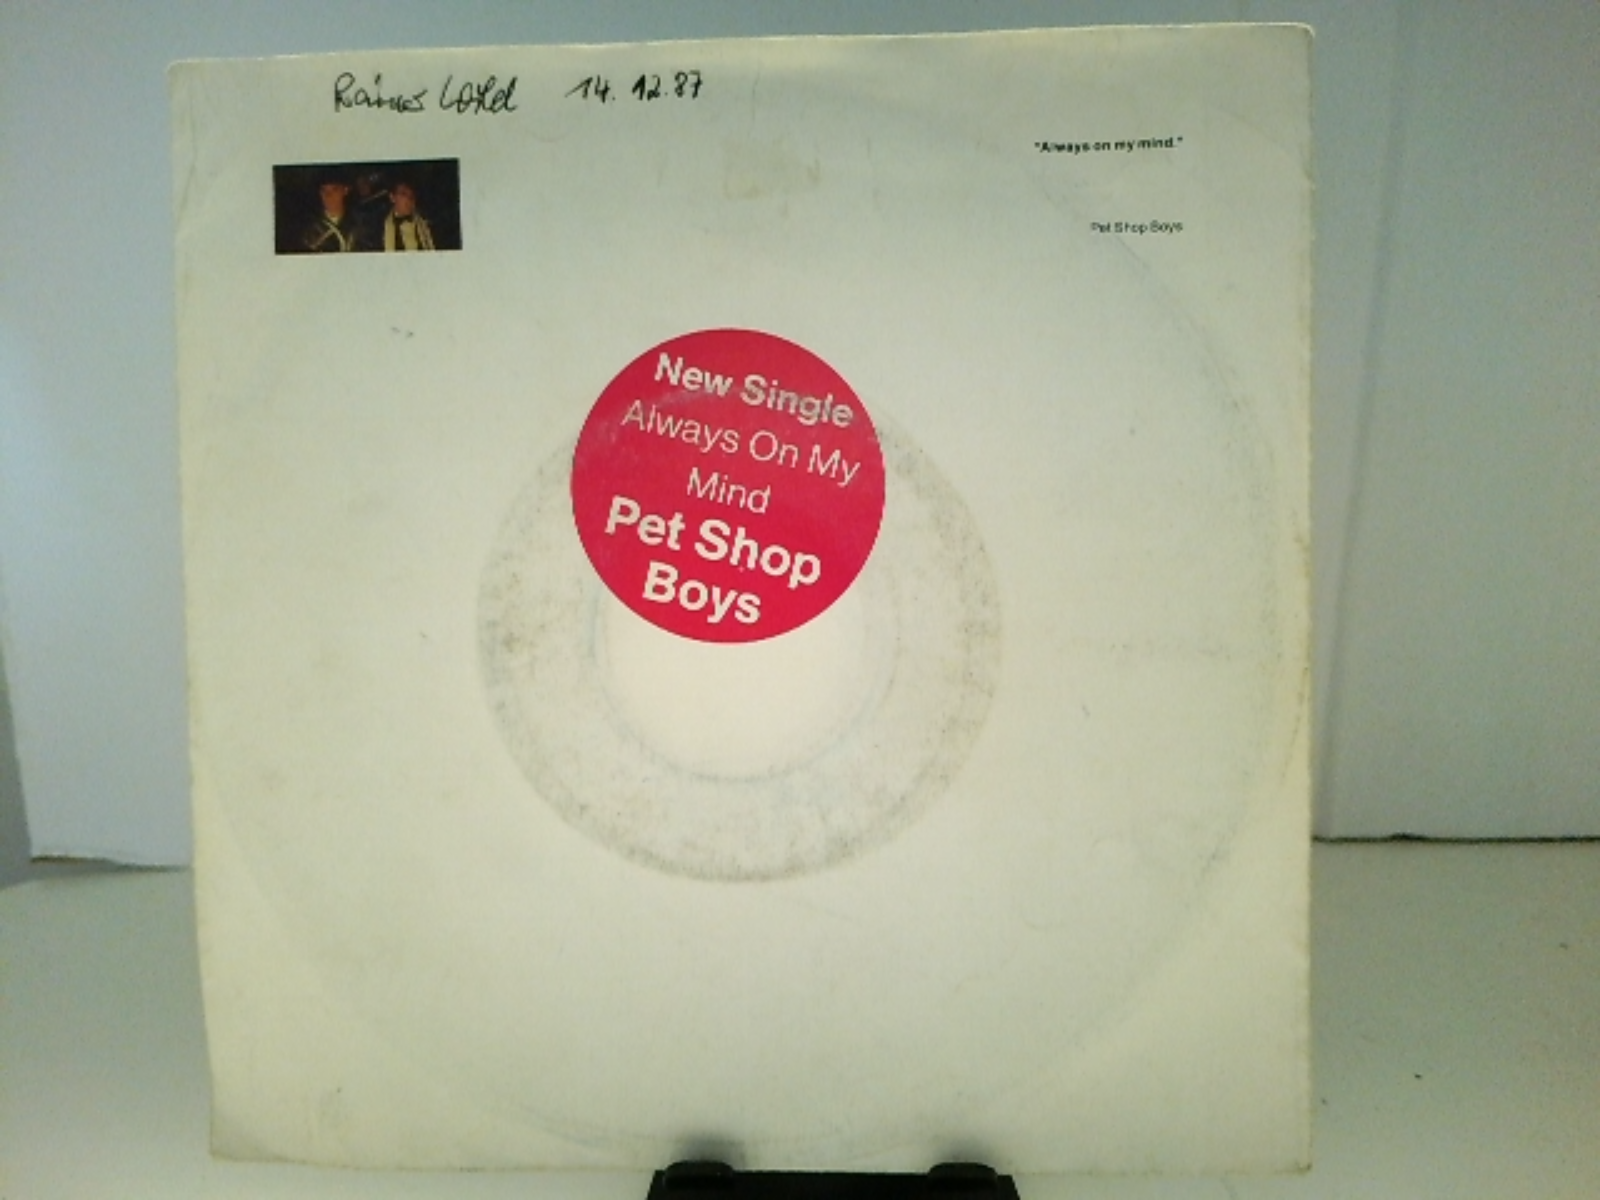 Rainer 14. 12.87
"Always on my mind."
Pet Shop Boys
New Single
Always On My
Mind
Pet Shop
Boys